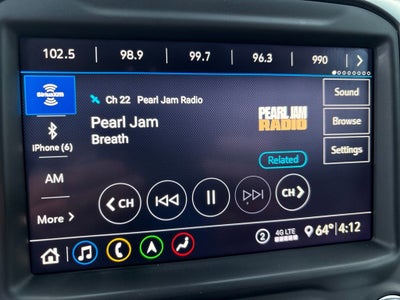 102.5 98.9 99.7 96.3 990
SiriusXM
Ch 22 Pearl Jam Radio
Sound
Pearl Jam
PEARL JAM
RADIO
Browse
iPhone (6)
Breath
Related
Settings
AM
CH CH
More
2 4G LTE 64° 4:12